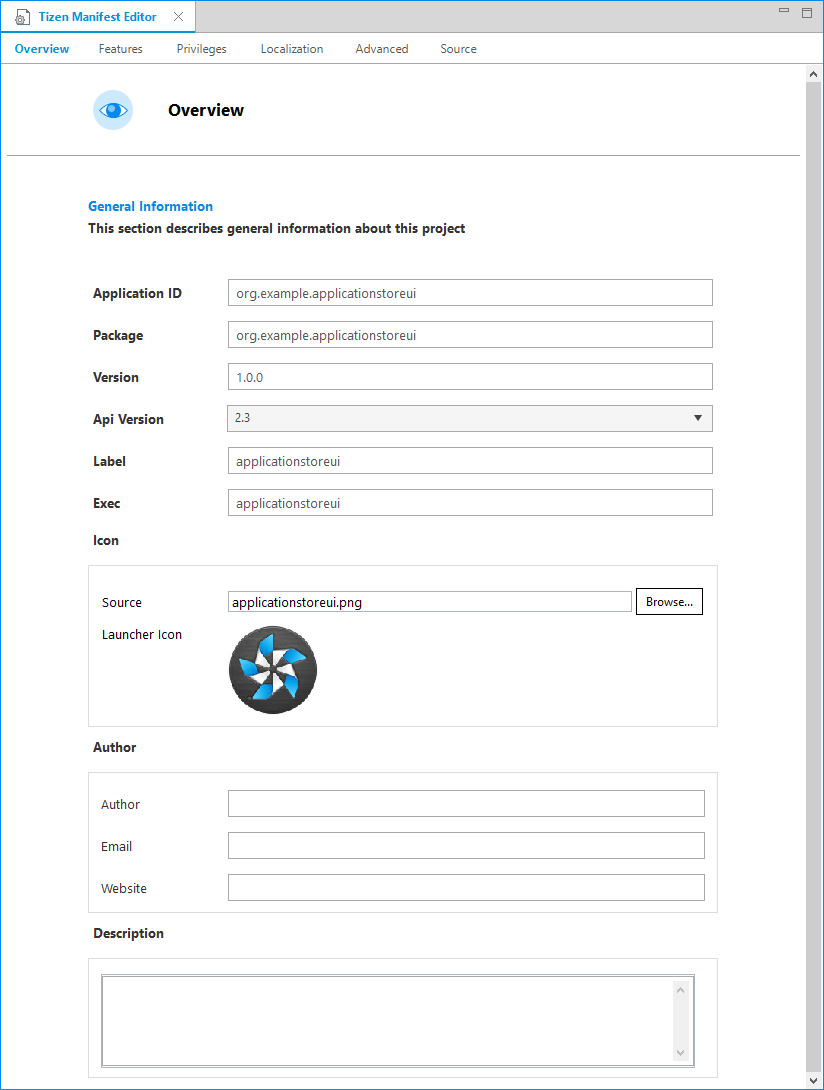 Tizen Manifest Editor
Overview Features Privileges Localization Advanced Source
Overview
General Information
This section describes general information about this project
Application ID org.example.applicationstoreui
Package org.example.applicationstoreui
Version 1.0.0
Api Version 2.3
Label applicationstoreui
Exec applicationstoreui
Icon
Source applicationstoreui.png Browse...
Launcher Icon
Author
Author
Email
Website
Description